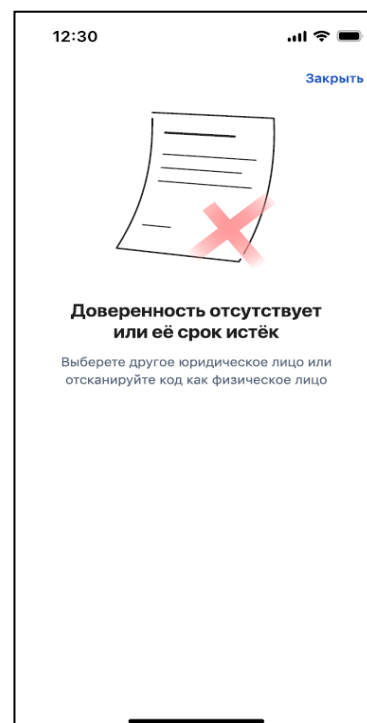 12:30
Закрыть
Доверенность отсутствует
или её срок истёк
Выберете другое юридическое лицо или
отсканируйте код как физическое лицо